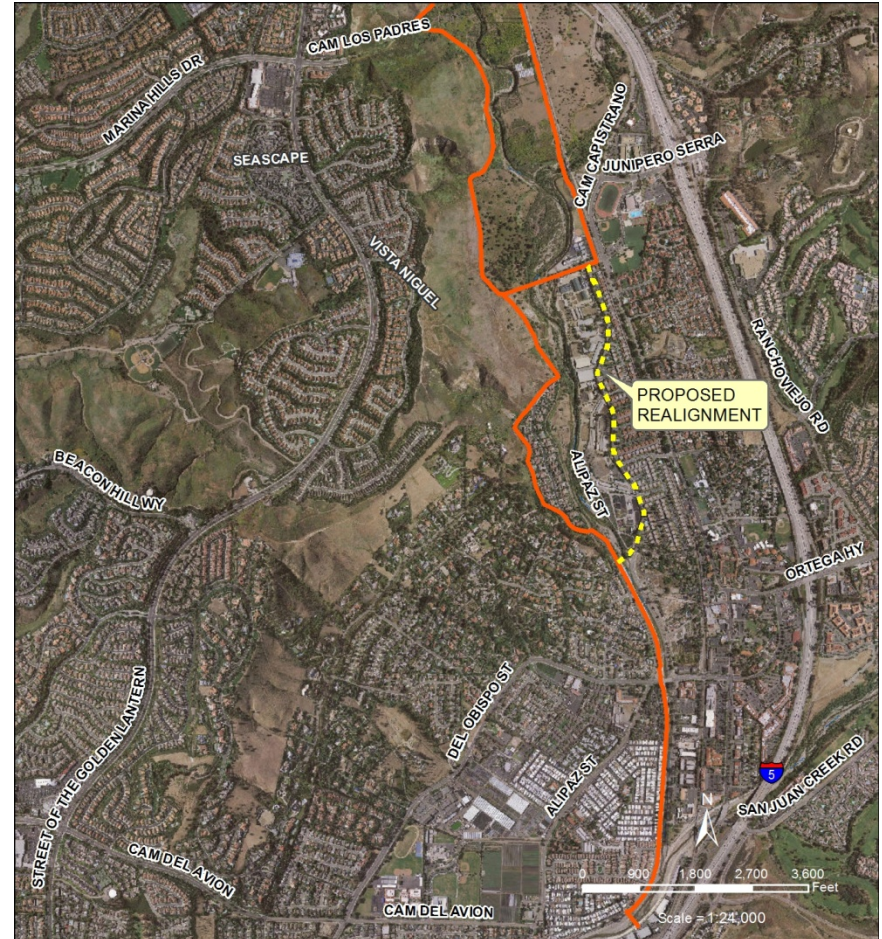 CAM LOS PADRES
MARINA HILLS DR
CAM CAPISTRANO
JUNIPERO SERRA
SEASCAPE
VISTA NIGUEL
RANCHOVIEJO RD
PROPOSED
REALIGNMENT
BEACON HILL WY
ALIPAZ ST
ORTEGA HY
STREET OF THE GOLDEN LANTERN
DEL OBISPO ST
ALIPAZ ST
5
SAN JUAN CREEK RD
N
0 900 1,800 2,700 3,600
Feet
CAM DEL AVION
CAM DEL AVION
Scale = 1:24,000